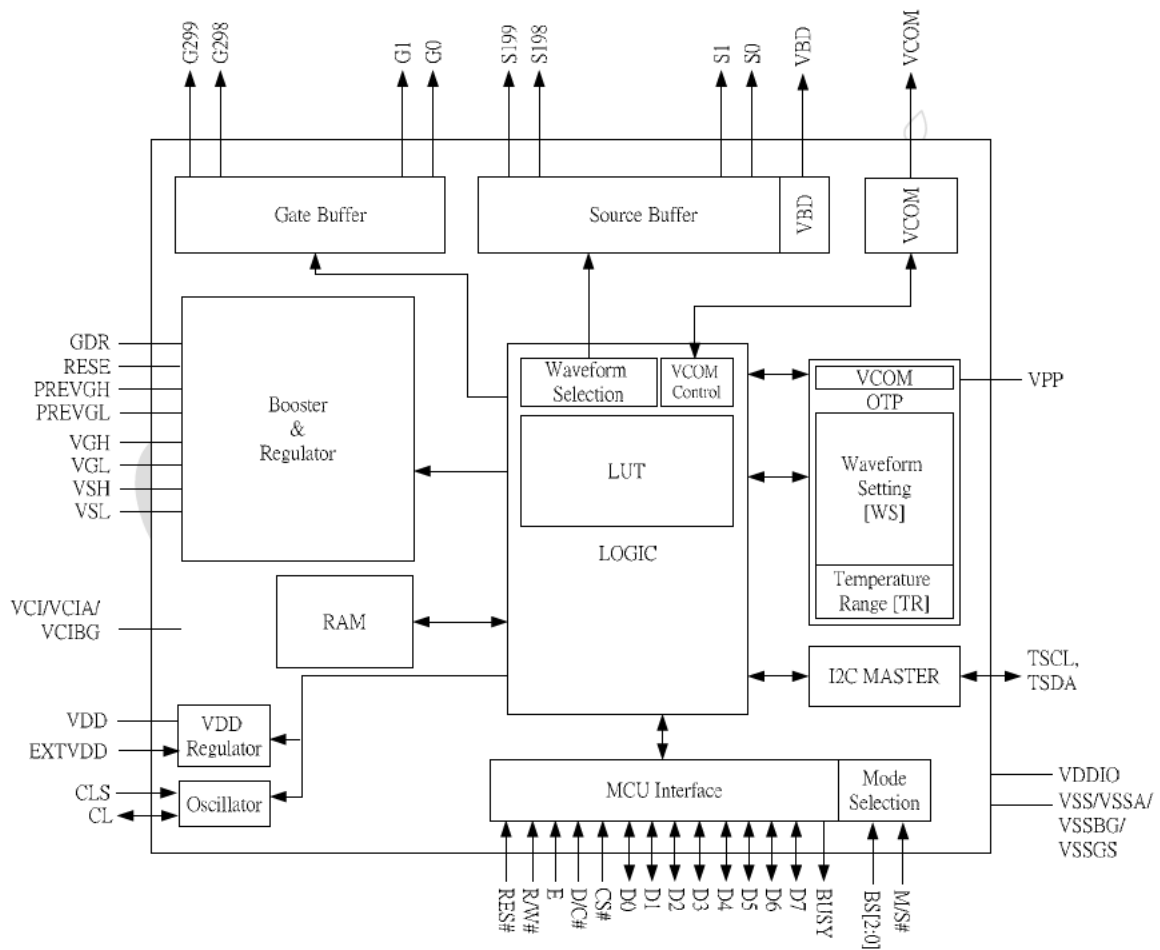 G299
G298
G1
G0
S199
S198
S1
S0
VBD
VCOM
Gate Buffer
Source Buffer
VBD
VCOM
GDR
RESE
PREVGH
PREVGL
VGH
VGL
VSH
VSL
Booster
&
Regulator
Waveform
Selection
VCOM
Control
LUT
LOGIC
VCOM
OTP
Waveform
Setting
[WS]
Temperature
Range [TR]
VPP
VCI/VCIA/
VCIBG
RAM
I2C MASTER
TSCL,
TSDA
VDD
EXTVDD
VDD
Regulator
CLS
CL
Oscillator
MCU Interface
Mode
Selection
VDDIO
VSS/VSSA/
VSSBG/
VSSGS
RES#
R/W#
E
D/C#
CS#
D0
D1
D2
D3
D4
D5
D6
D7
BUSY
BS[2:0]
M/S#